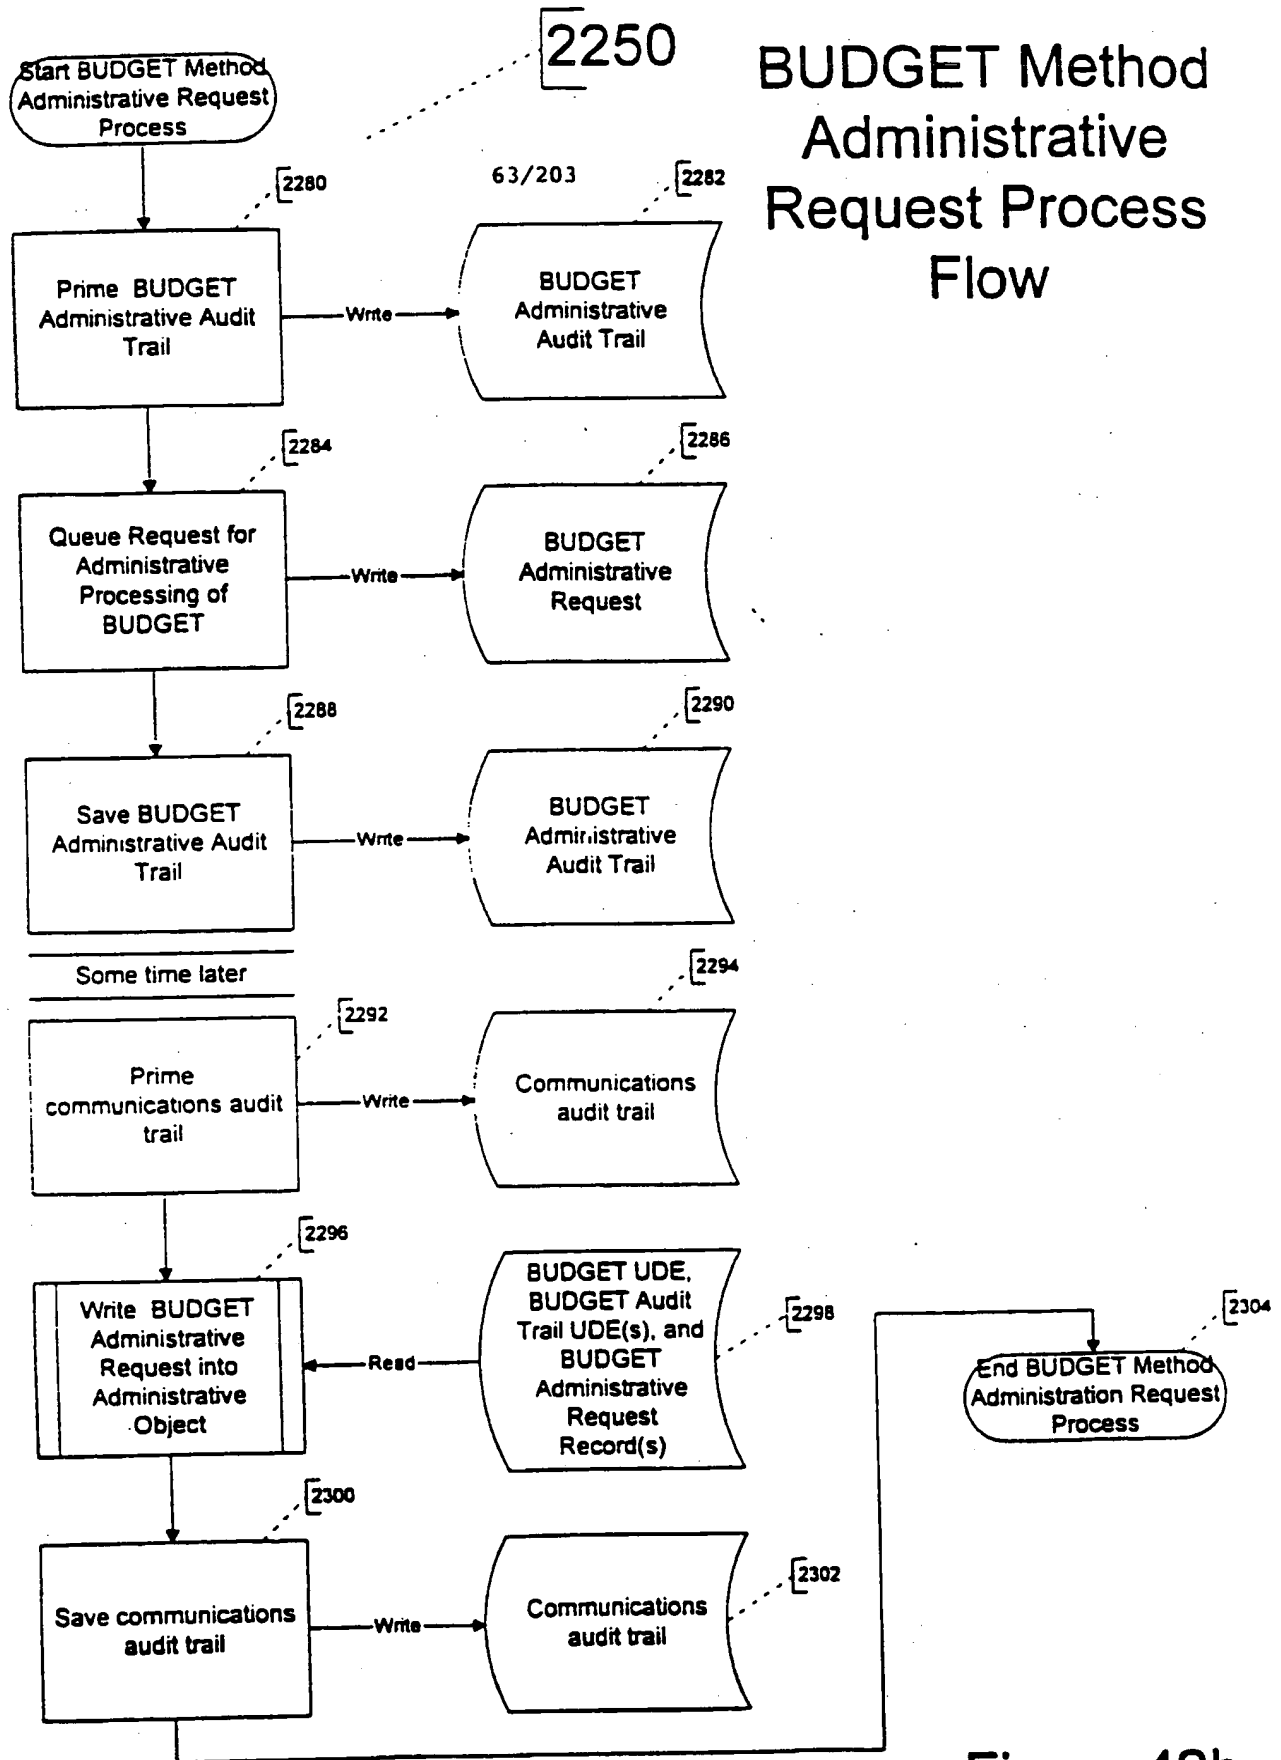 2250
BUDGET Method
Administrative
Request Process
Flow
Start BUDGET Method
Administrative Request
Process
63/203
2280
2282
Prime BUDGET
Administrative Audit
Trail
Write
BUDGET
Administrative
Audit Trail
2284
2286
Queue Request for
Administrative
Processing of
BUDGET
Write
BUDGET
Administrative
Request
2288
2290
Save BUDGET
Administrative Audit
Trail
Write
BUDGET
Administrative
Audit Trail
Some time later
2292
2294
Prime
communications audit
trail
Write
Communications
audit trail
2296
2298
Write BUDGET
Administrative
Request into
Administrative
Object
Read
BUDGET UDE,
BUDGET Audit
Trail UDE(s), and
BUDGET
Administrative
Request
Record(s)
2304
End BUDGET Method
Administration Request
Process
2300
2302
Save communications
audit trail
Write
Communications
audit trail